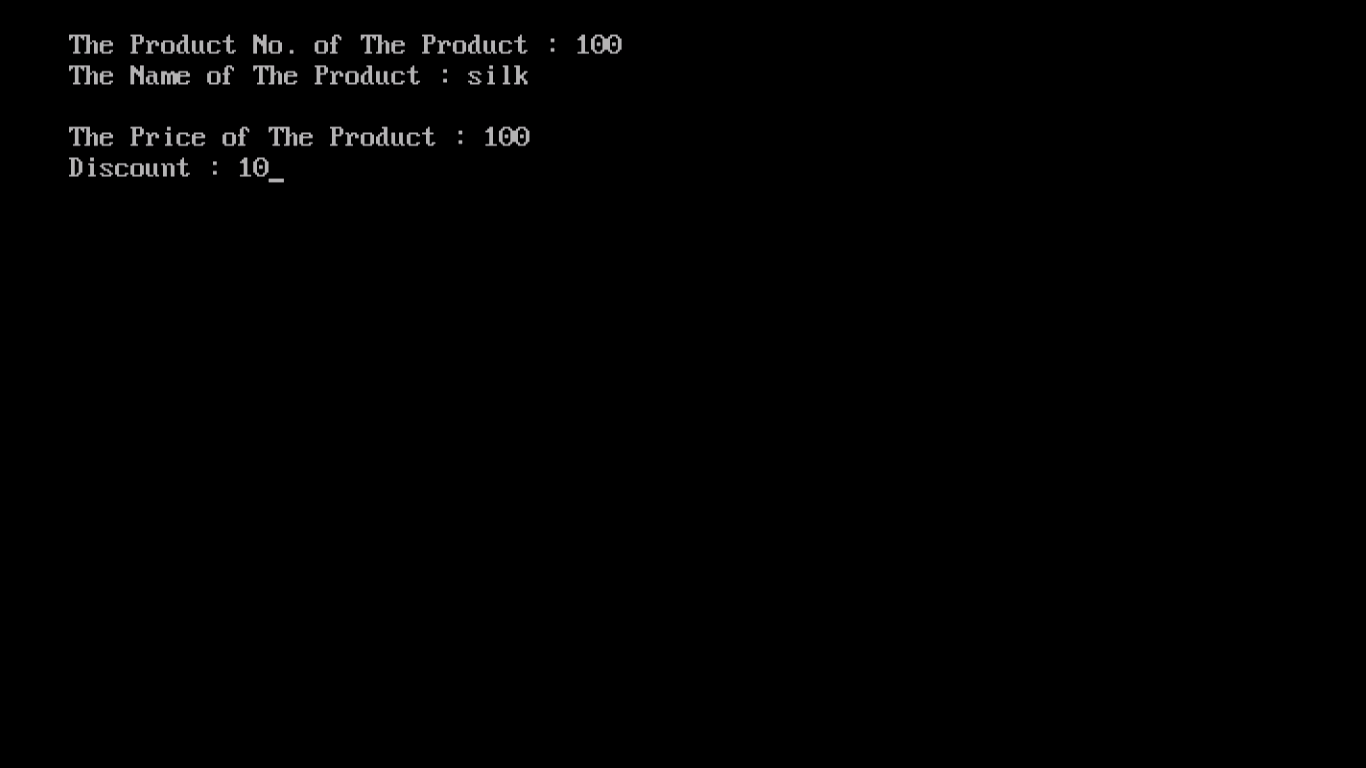 The Product No. of The Product : 100
The Name of The Product : silk
The Price of The Product : 100
Discount : 10_